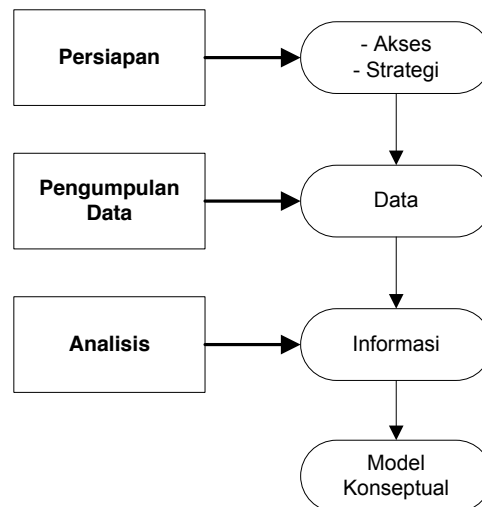 Persiapan
- Akses
- Strategi
Pengumpulan
Data
Data
Analisis
Informasi
Model
Konseptual